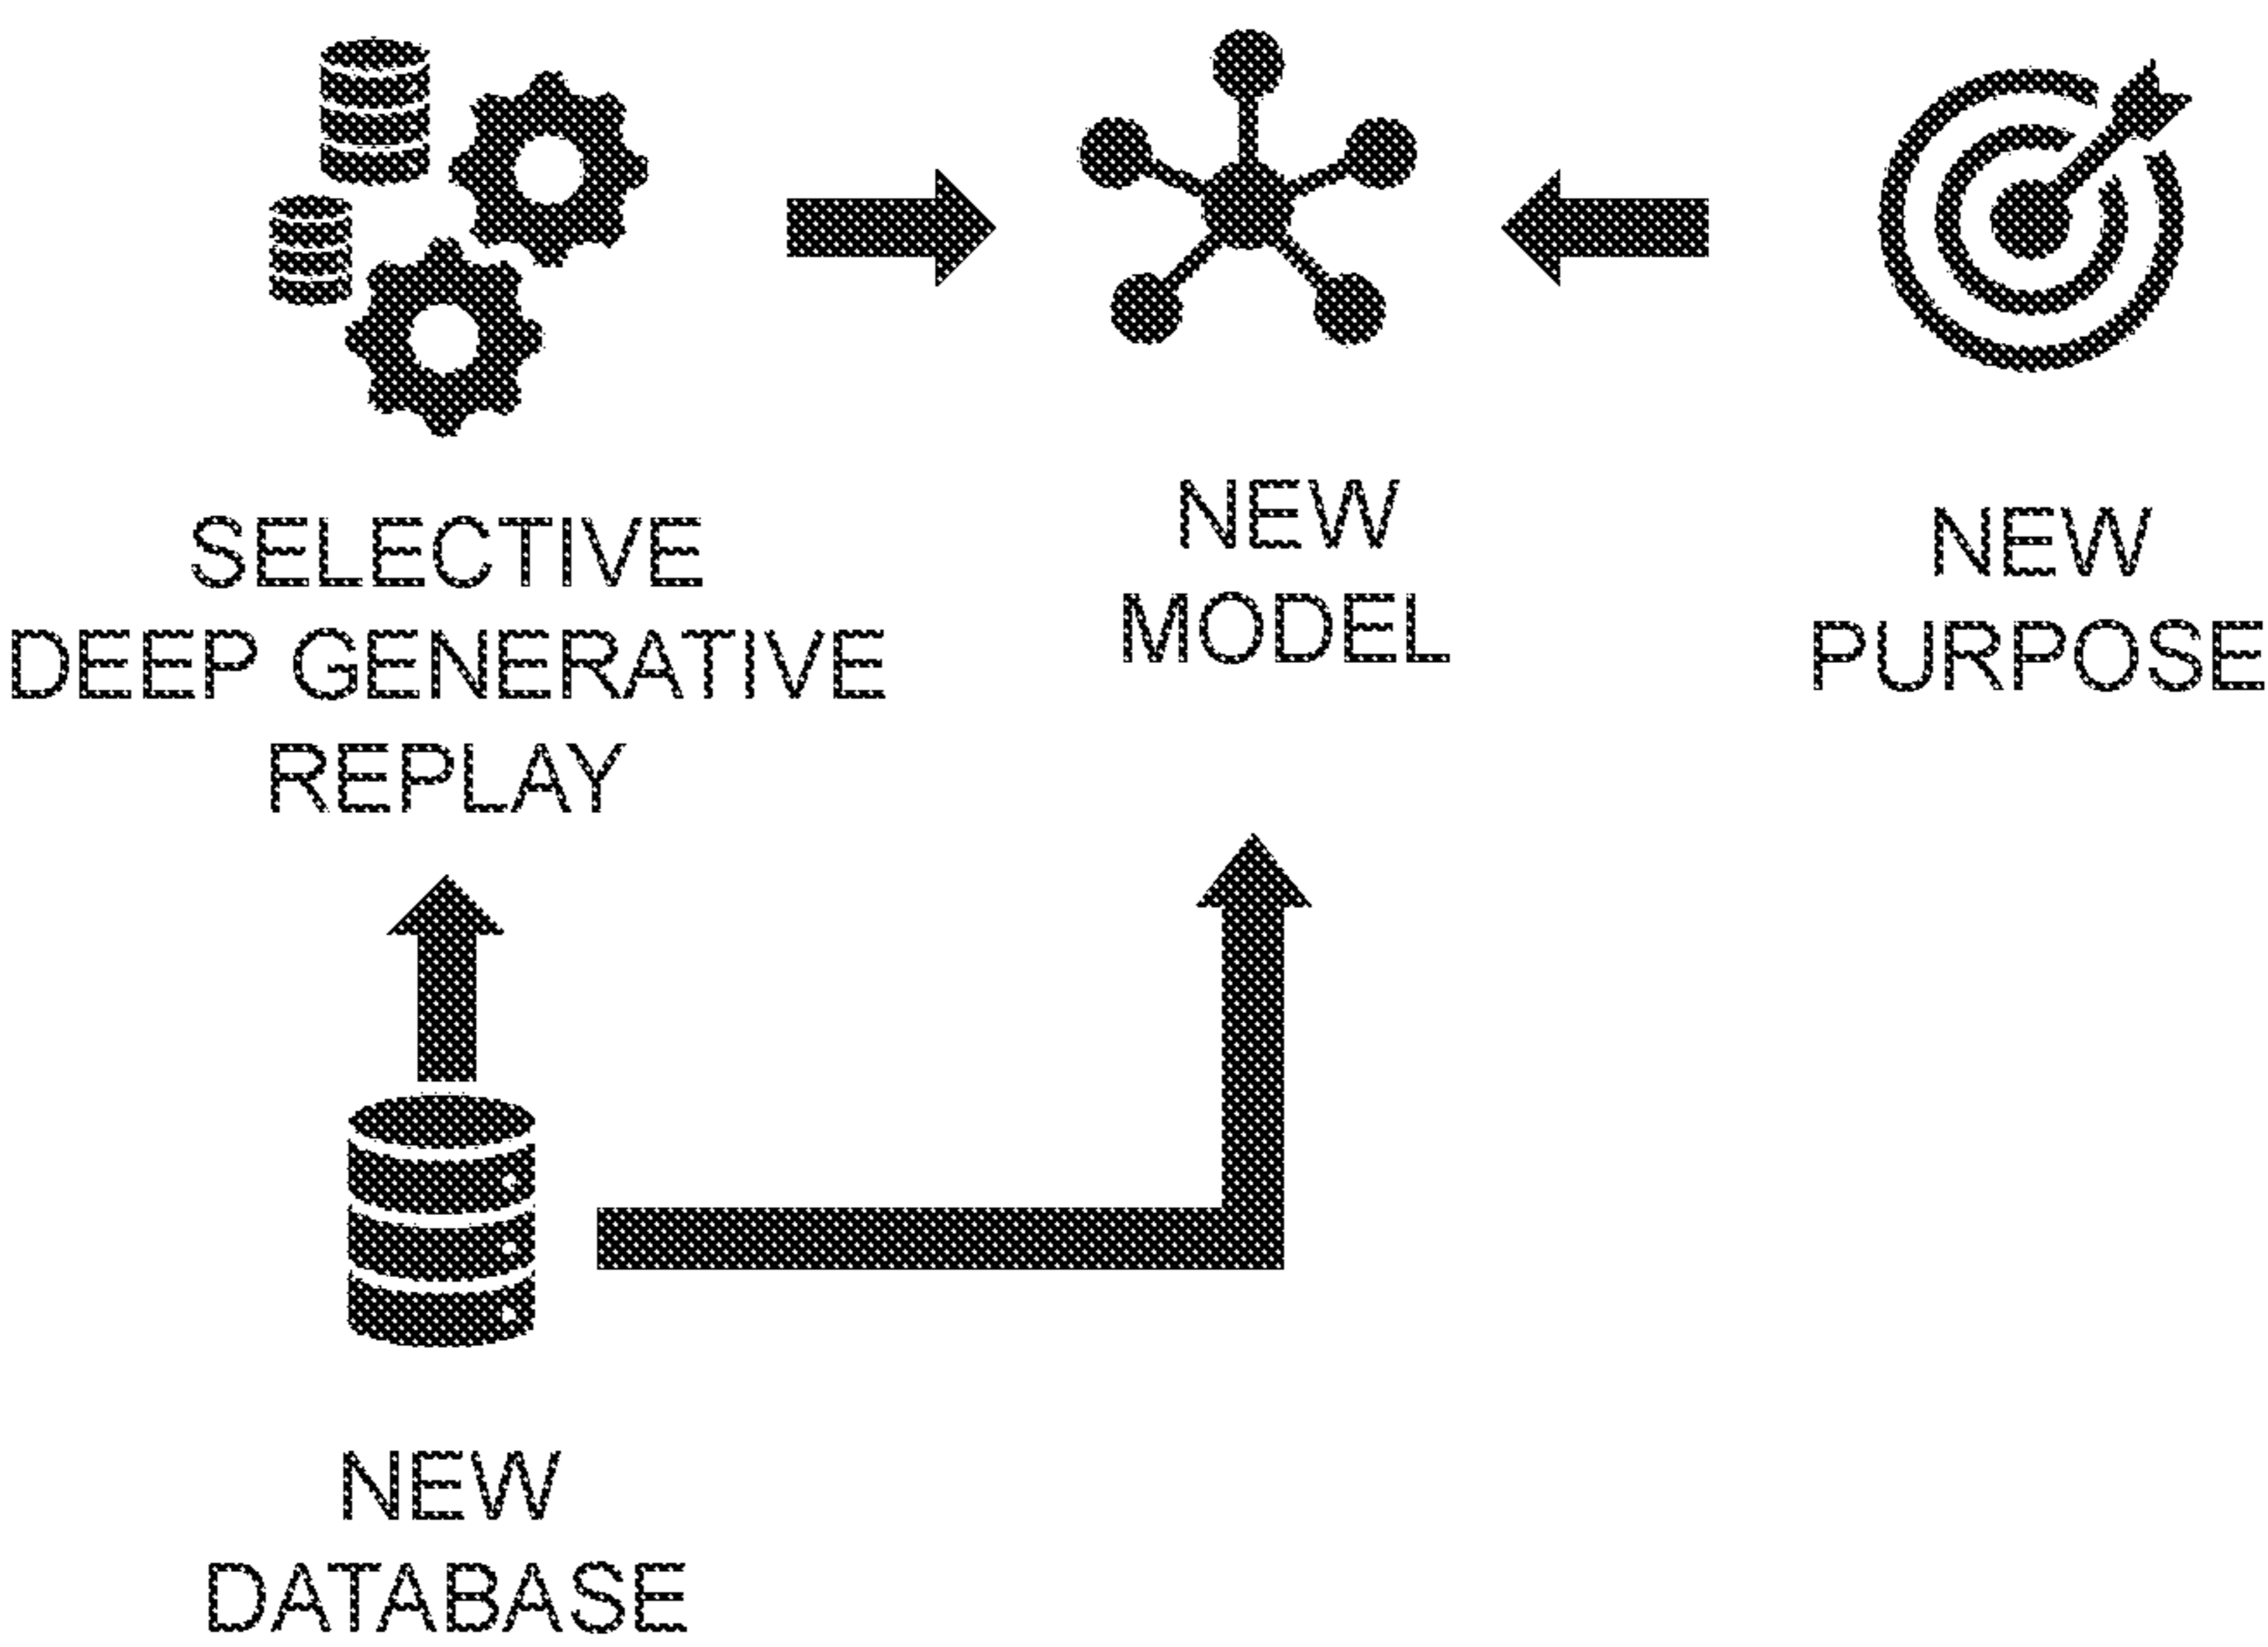 SELECTIVE
DEEP GENERATIVE
REPLAY
NEW
MODEL
NEW
PURPOSE
NEW
DATABASE